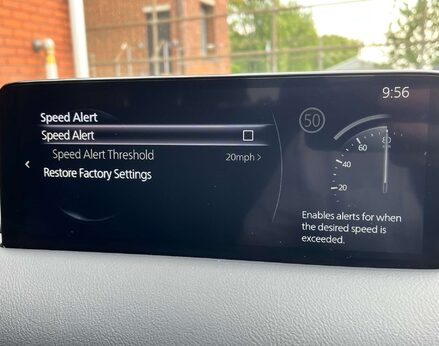 9:56
Speed Alert
Speed Alert
Speed Alert Threshold 20mph >
Restore Factory Settings
50
80
60
40
20
Enables alerts for when
the desired speed is
exceeded.